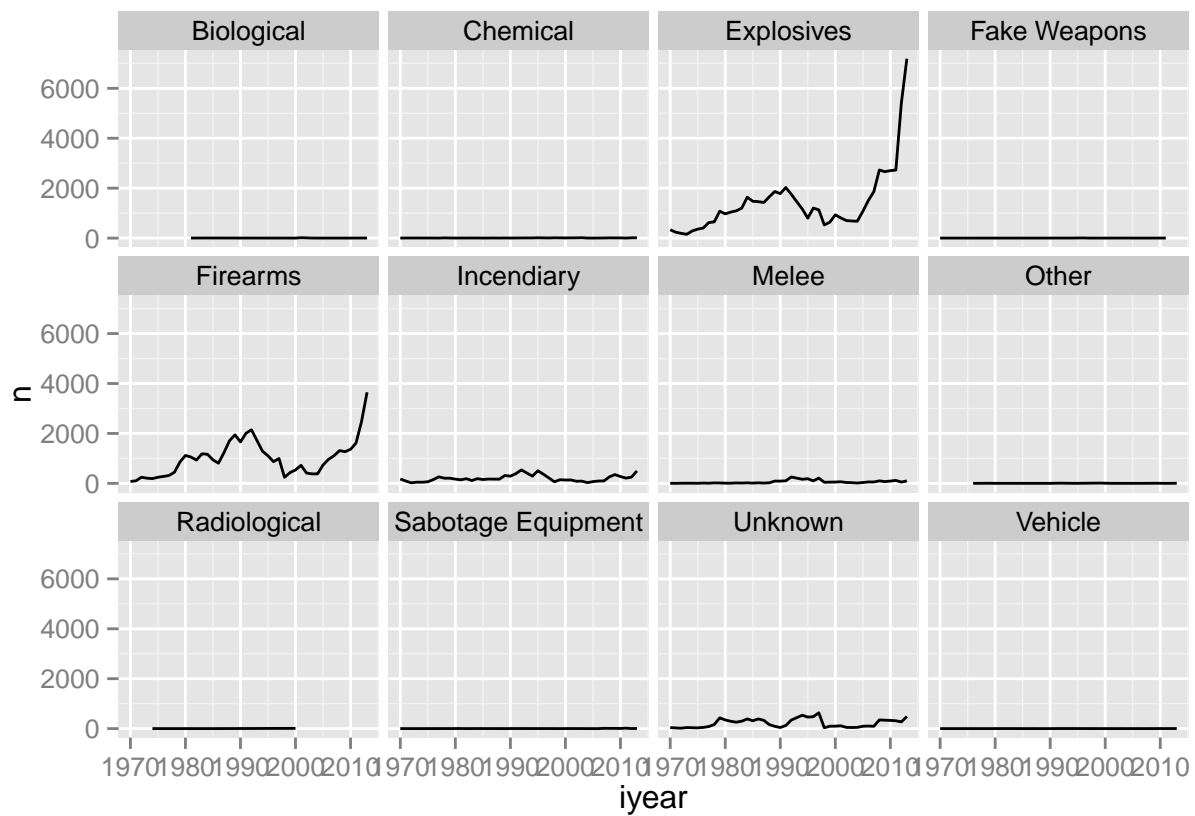 Biological Chemical Explosives Fake Weapons
6000
4000
2000
0
Firearms Incendiary Melee Other
6000
4000
2000
0
n
Radiological Sabotage Equipment Unknown Vehicle
6000
4000
2000
0
1970 1980 1990 2000 2010 1970 1980 1990 2000 2010 1970 1980 1990 2000 2010 1970 1980 1990 2000 2010
iyear